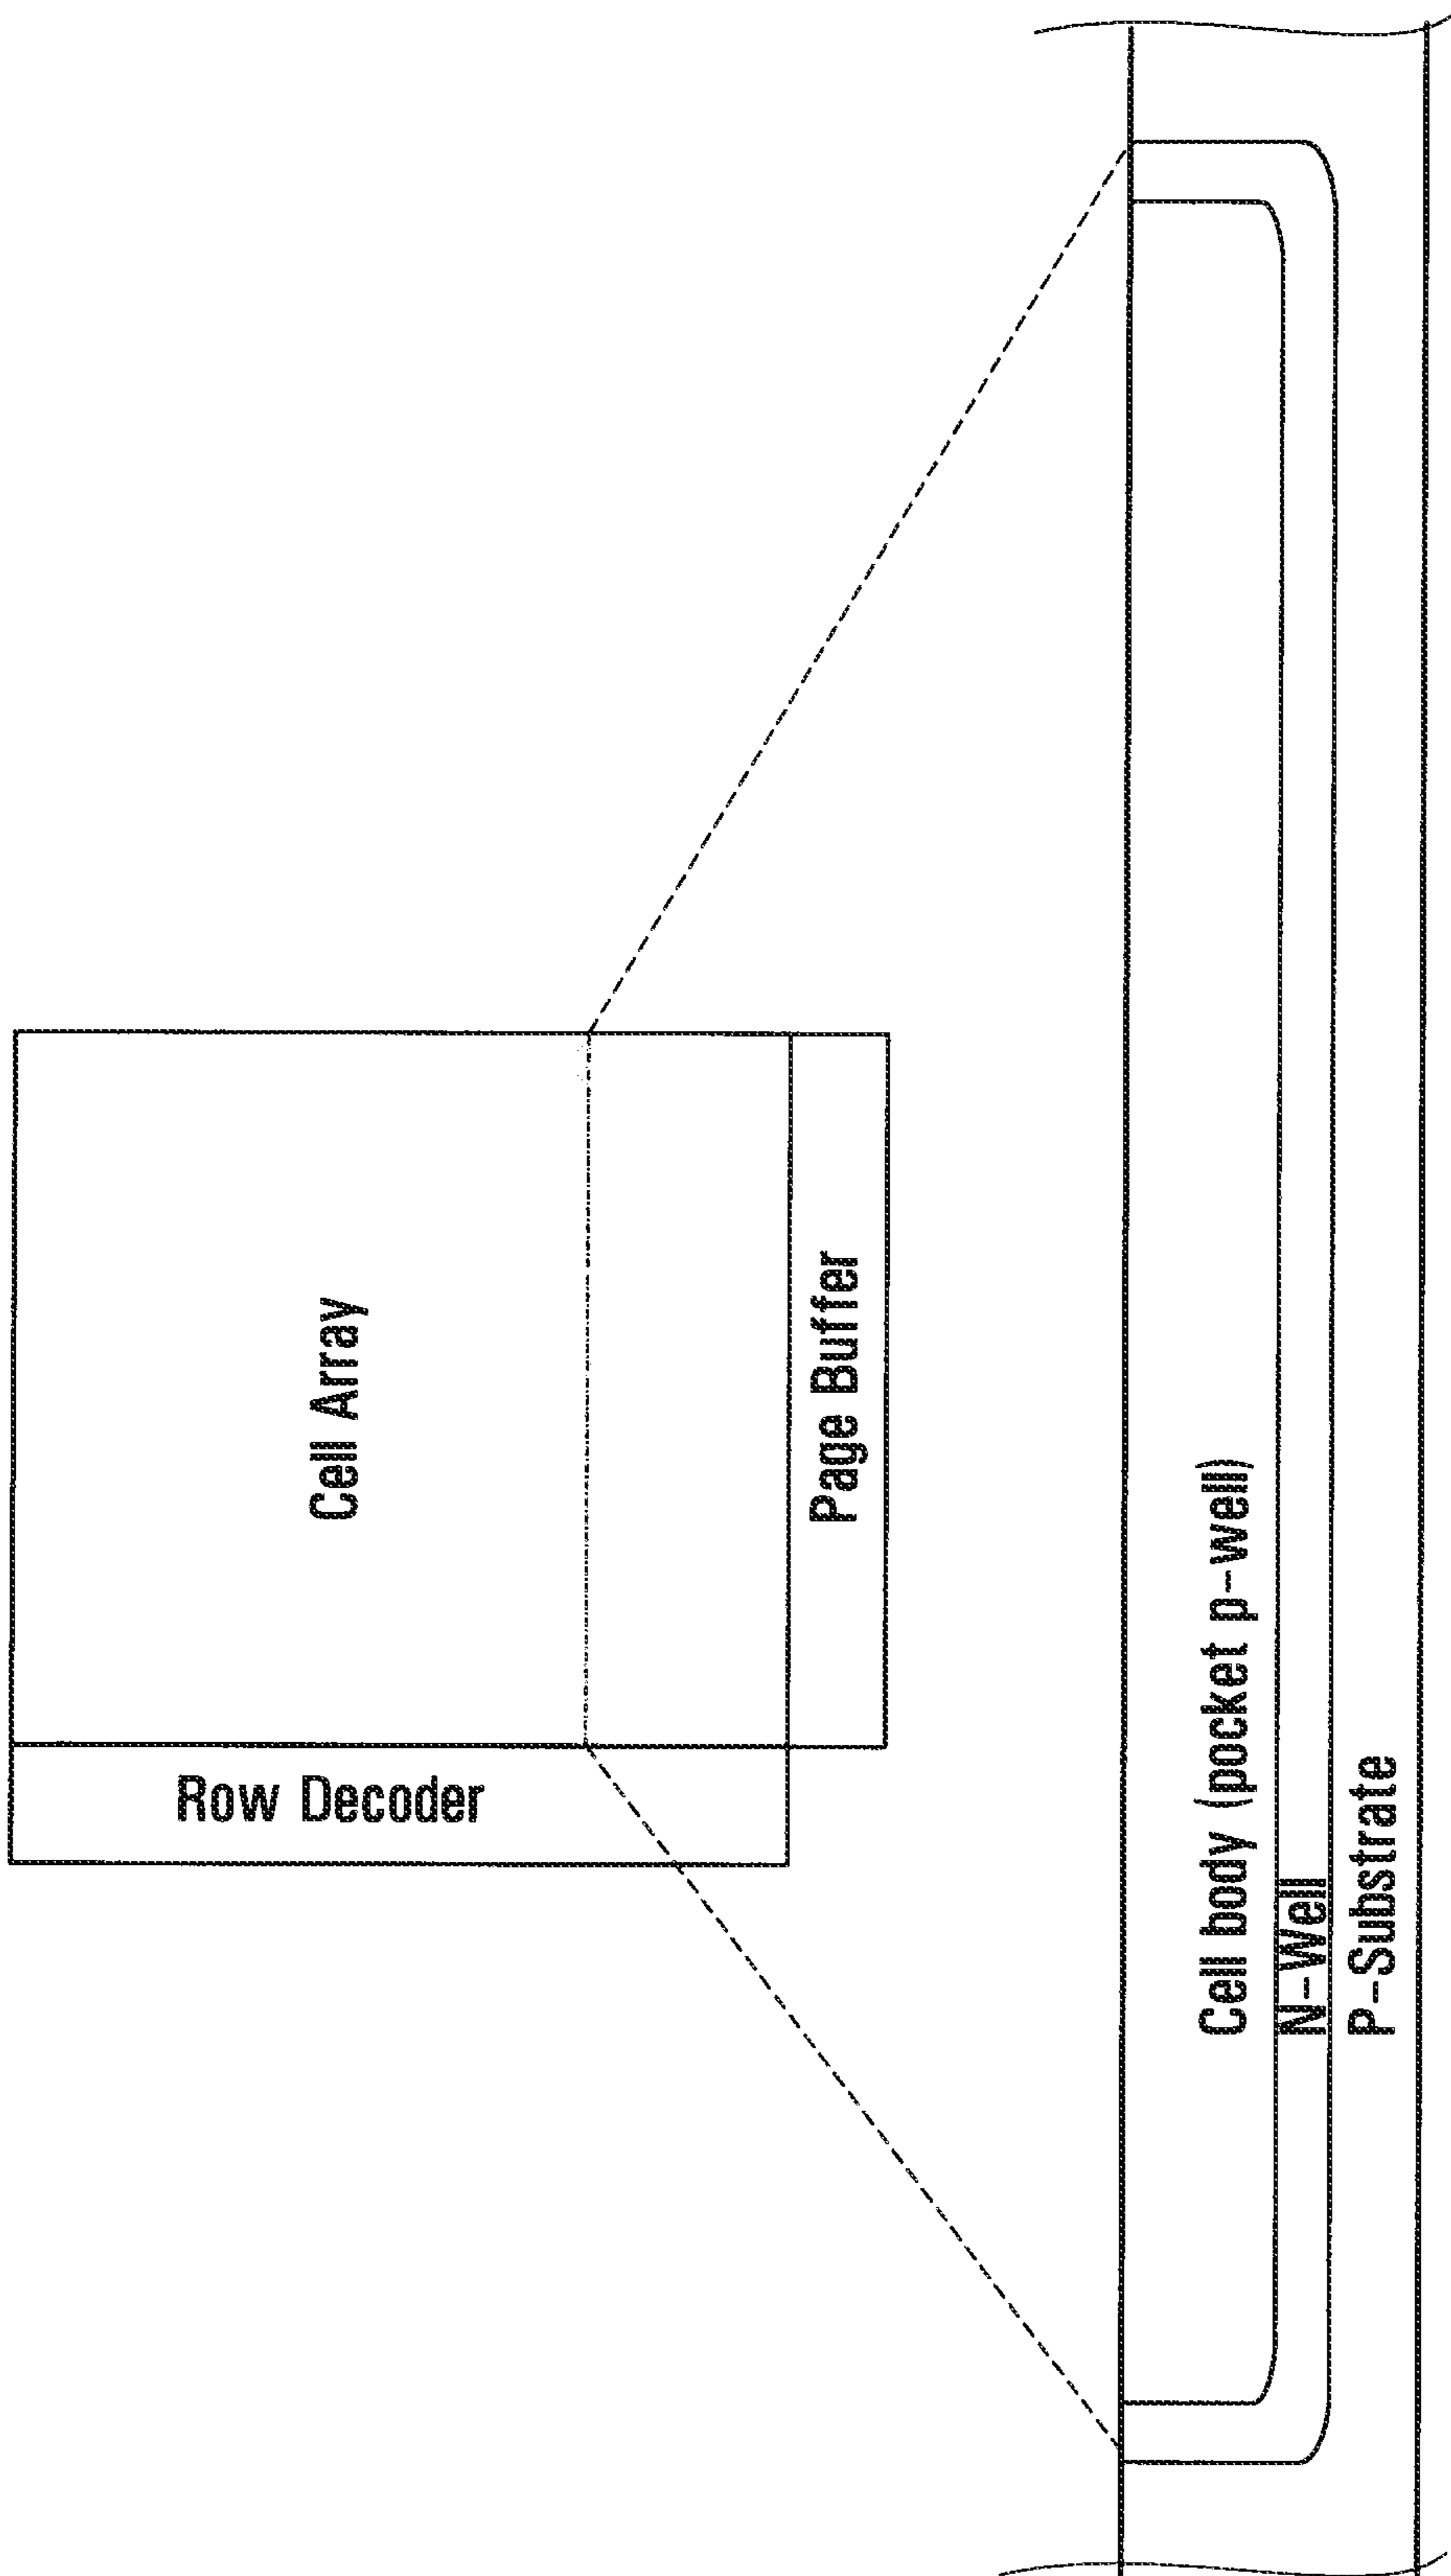 Row Decoder
Cell Array
Page Buffer
Cell body (pocket p-well)
N-Well
P-Substrate